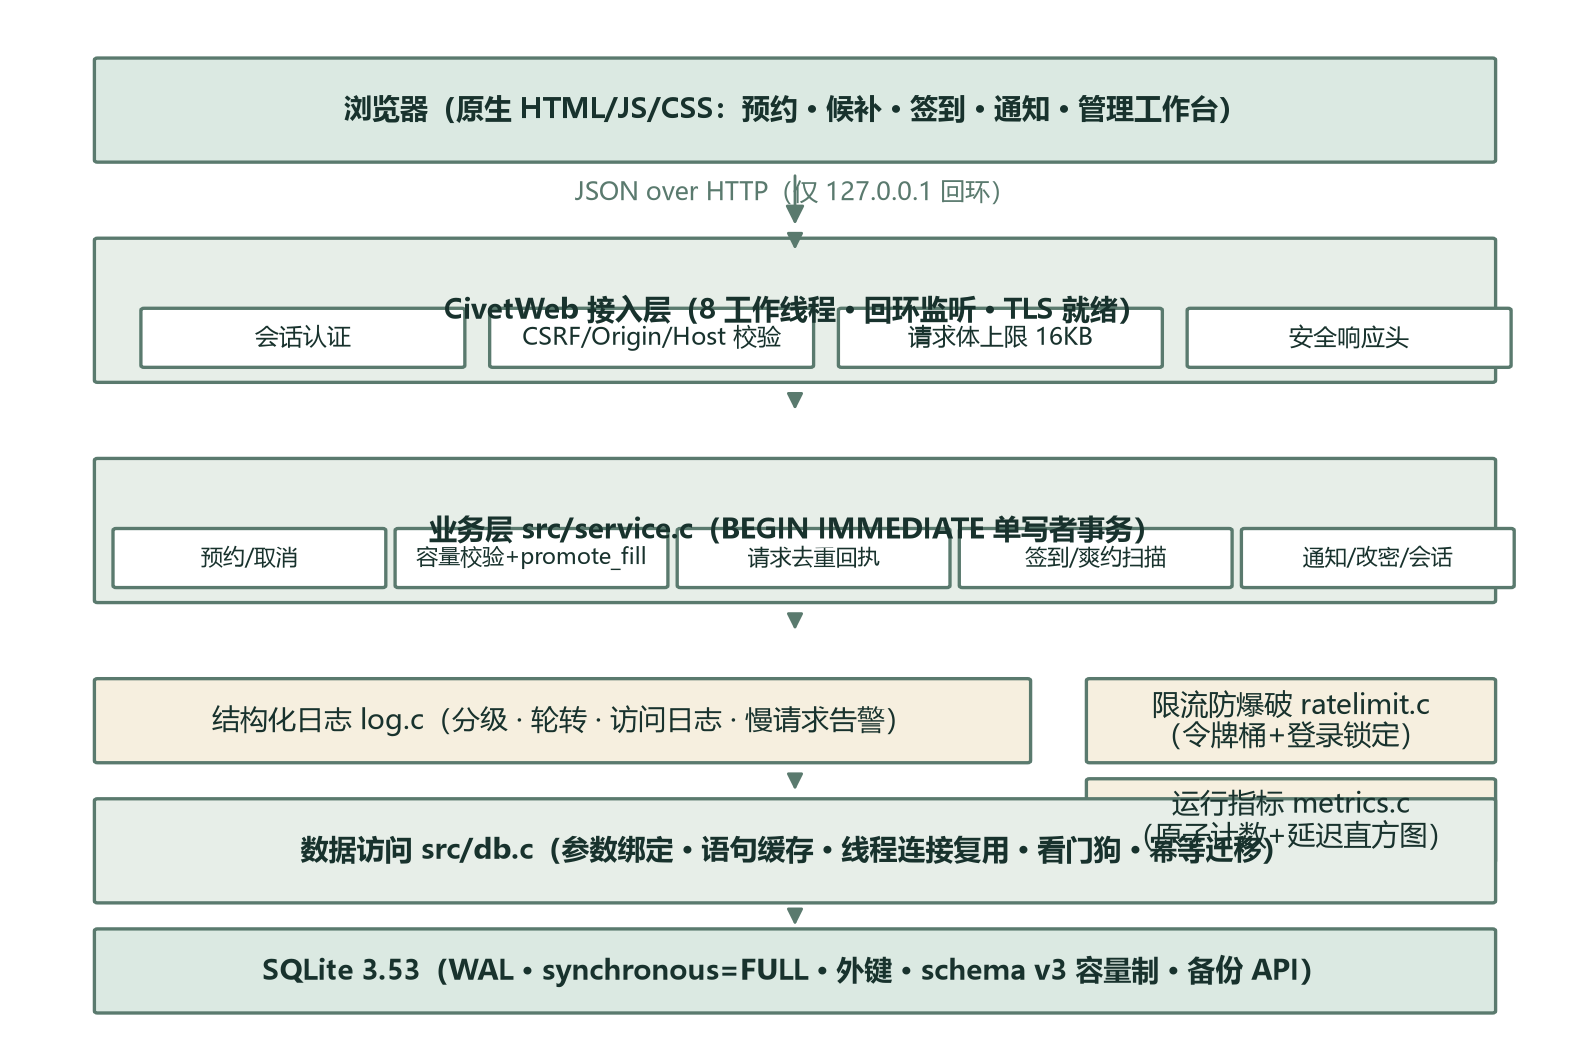 浏览器（原生 HTML/JS/CSS：预约 • 候补 • 签到 • 通知 • 管理工作台）
JSON over HTTP（仅 127.0.0.1 回环）
CivetWeb 接入层（8 工作线程 • 回环监听 • TLS 就绪）
会话认证
CSRF/Origin/Host 校验
请求体上限 16KB
安全响应头
业务层 src/service.c（BEGIN IMMEDIATE 单写者事务）
预约/取消
容量校验+promote_fill
请求去重回执
签到/爽约扫描
通知/改密/会话
结构化日志 log.c（分级 · 轮转 · 访问日志 · 慢请求告警）
限流防爆破 ratelimit.c
（令牌桶+登录锁定）
运行指标 metrics.c
（原子计数+延迟直方图）
数据访问 src/db.c（参数绑定 • 语句缓存 • 线程连接复用 • 看门狗 • 幂等迁移）
SQLite 3.53（WAL • synchronous=FULL • 外键 • schema v3 容量制 • 备份 API）